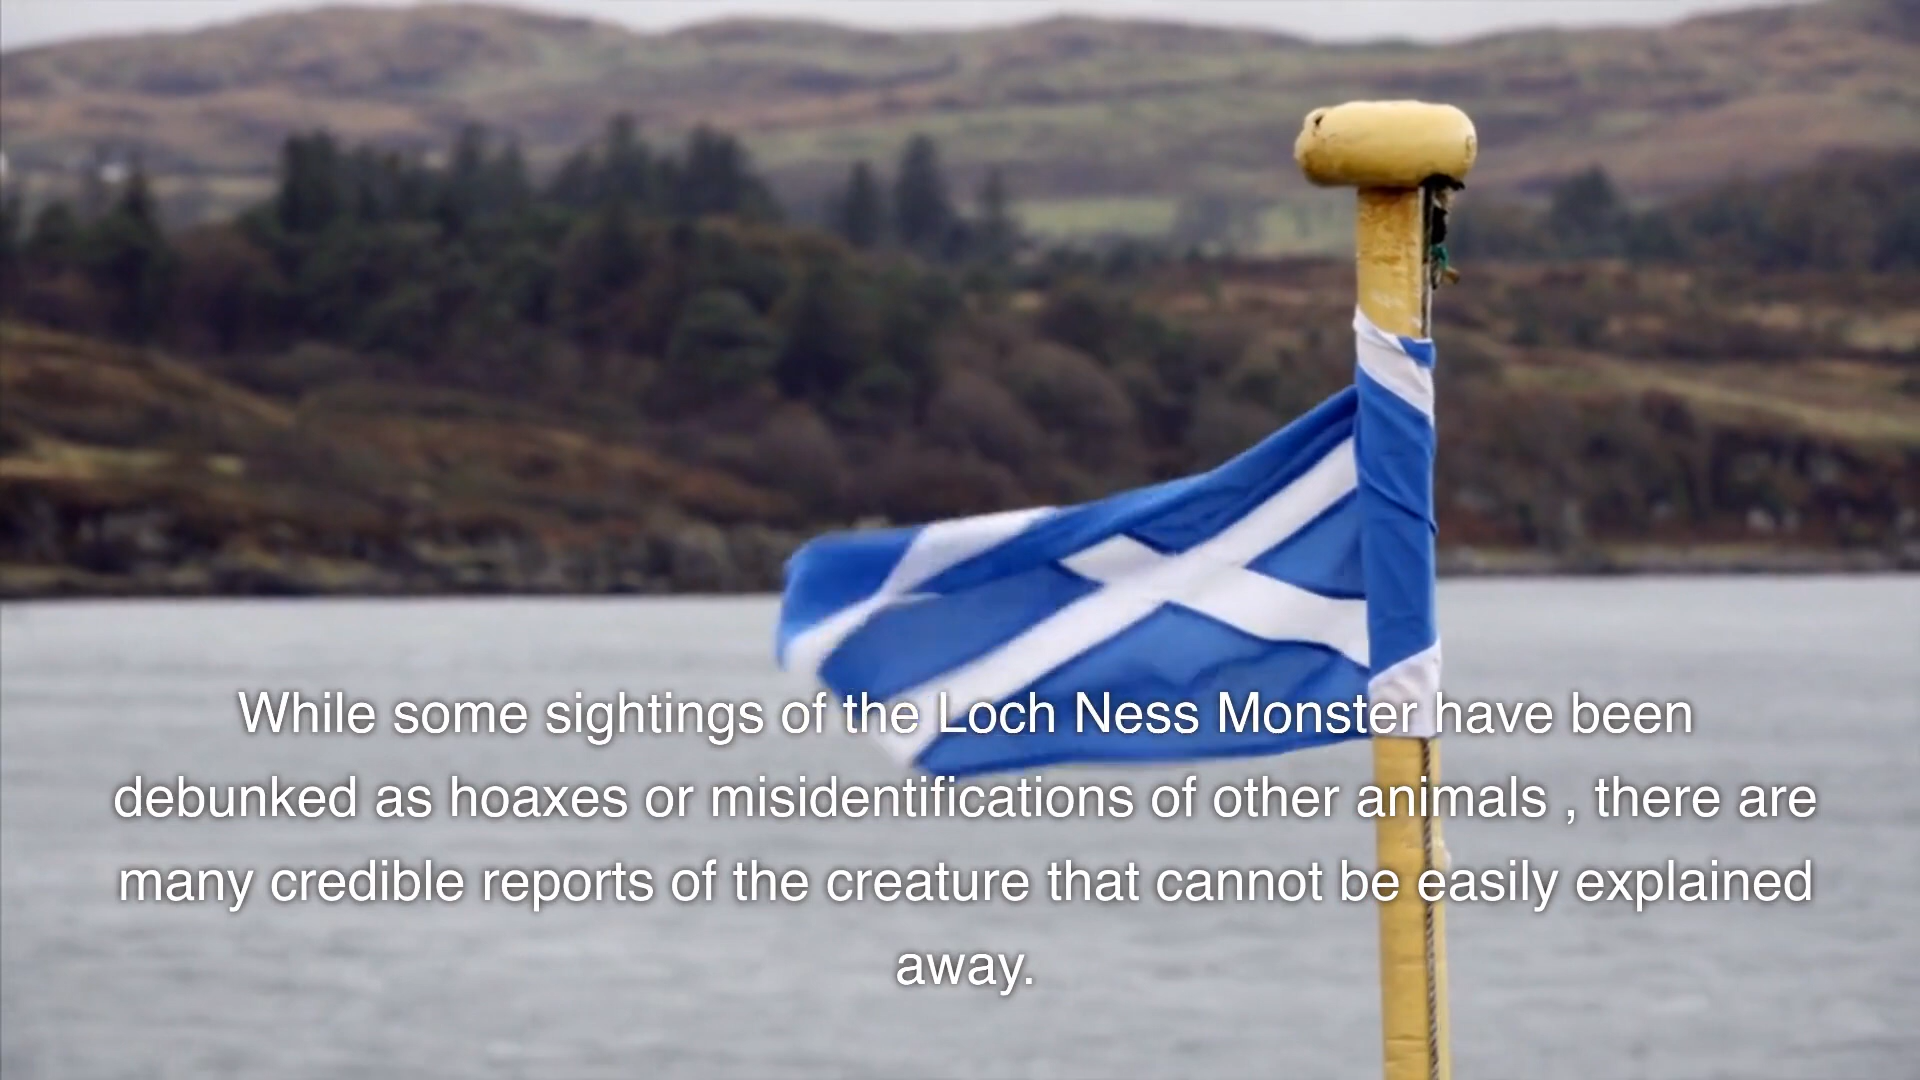 While some sightings of the Loch Ness Monster have been
debunked as hoaxes or misidentifications of other animals , there are
many credible reports of the creature that cannot be easily explained
away.